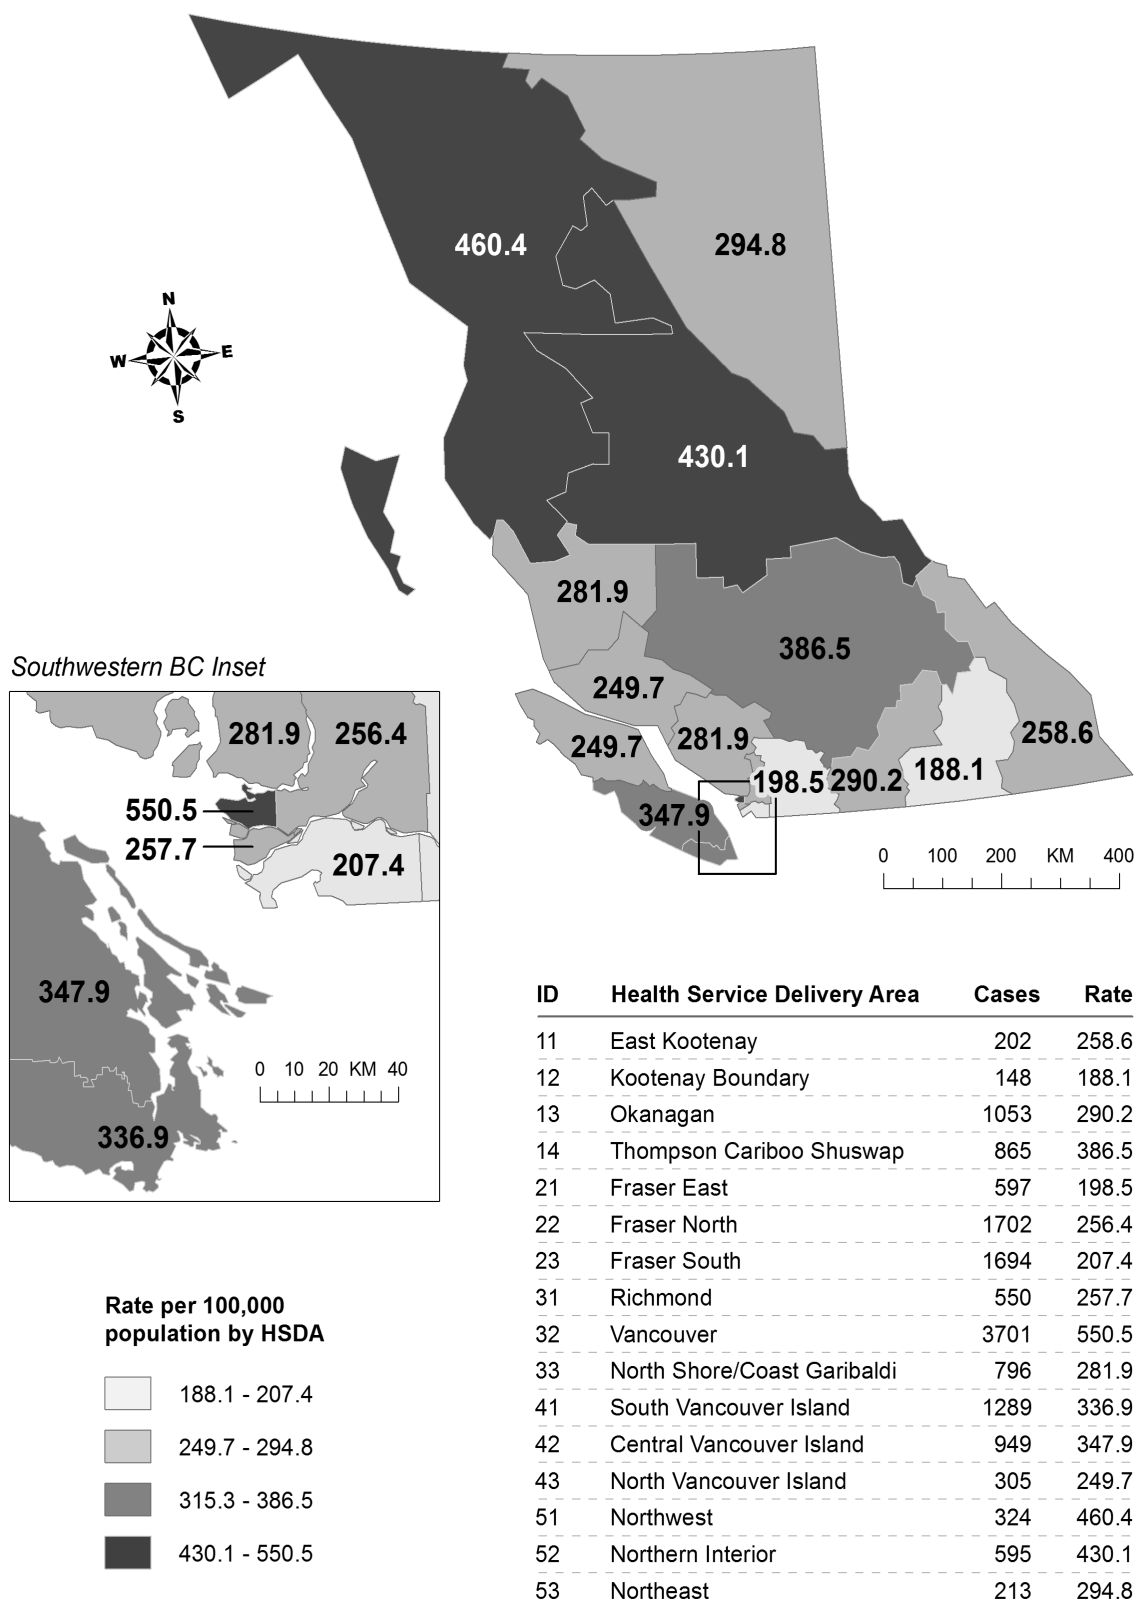 460.4
294.8
N
W
E
S
430.1
281.9
386.5
Southwestern BC Inset
249.7
249.7
281.9
258.6
198.5
290.2
188.1
347.9
0 100 200 KM 400
281.9
256.4
550.5
257.7
207.4
347.9
0 10 20 KM 40
336.9
ID Health Service Delivery Area Cases Rate
11 East Kootenay 202 258.6
12 Kootenay Boundary 148 188.1
13 Okanagan 1053 290.2
14 Thompson Cariboo Shuswap 865 386.5
21 Fraser East 597 198.5
22 Fraser North 1702 256.4
23 Fraser South 1694 207.4
31 Richmond 550 257.7
32 Vancouver 3701 550.5
33 North Shore/Coast Garibaldi 796 281.9
41 South Vancouver Island 1289 336.9
42 Central Vancouver Island 949 347.9
43 North Vancouver Island 305 249.7
51 Northwest 324 460.4
52 Northern Interior 595 430.1
53 Northeast 213 294.8
Rate per 100,000
population by HSDA
188.1 - 207.4
249.7 - 294.8
315.3 - 386.5
430.1 - 550.5